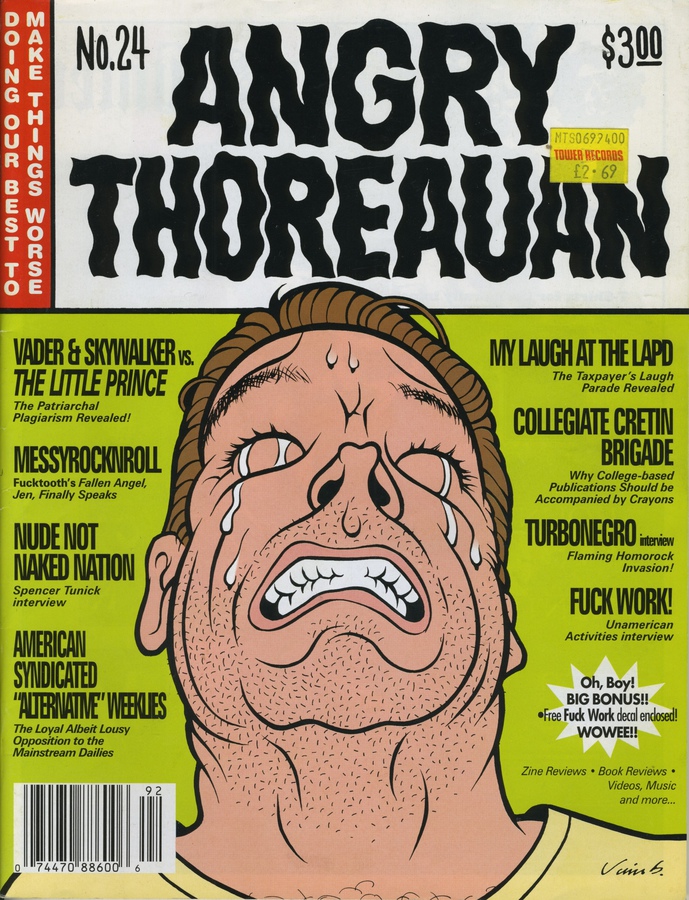 DOING OUR BEST TO
MAKE THINGS WORSE
No.24
$3.00
ANGRY
THOREAUAN
MTS0699400
TOWER RECORDS
£2.69
VADER & SKYWALKER vs.
THE LITTLE PRINCE
The Patriarchal
Plagiarism Revealed!
MESSYROCKNROLL
Fucktooth's Fallen Angel,
Jen, Finally Speaks
NUDE NOT
NAKED NATION
Spencer Tunick
interview
AMERICAN
SYNDICATED
"ALTERNATIVE" WEEKLIES
The Loyal Albeit Lousy
Opposition to the
Mainstream Dailies
MY LAUGH AT THE LAPD
The Taxpayer's Laugh
Parade Revealed
COLLEGIATE CRETIN
BRIGADE
Why College-based
Publications Should be
Accompanied by Crayons
TURBONEGRO interview
Flaming Homorock
Invasion!
FUCK WORK!
Unamerican
Activities interview
Oh, Boy!
BIG BONUS!!
•Free Fuck Work decal enclosed!
WOWEE!!
Zine Reviews • Book Reviews •
Videos, Music
and more...
92
0 74470 88600 6